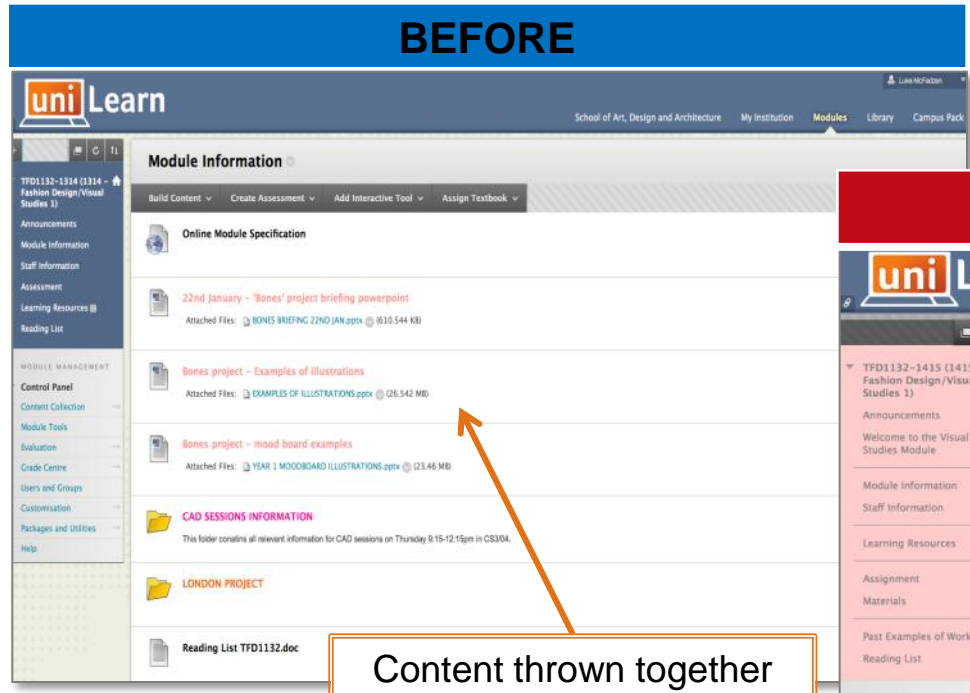 BEFORE
uni Learn
Luke McFadzen
School of Art, Design and Architecture My Institution Modules Library Campus Pack
TFD1132-1314 (1314 -
Fashion Design/Visual
Studies 1)
Announcements
Module Information
Staff Information
Assessment
Learning Resources
Reading List
MODULE MANAGEMENT
Control Panel
Content Collection
Module Tools
Evaluation
Grade Centre
Users and Groups
Customisation
Packages and Utilities
Help
Module Information
Build Content Create Assessment Add Interactive Tool Assign Textbook
Online Module Specification
22nd January - 'Bones' project briefing powerpoint
Attached Files: BONES BRIEFING 22ND JAN.pptx (610.544 KB)
Bones project - Examples of illustrations
Attached Files: EXAMPLES OF ILLUSTRATIONS.pptx (26.542 MB)
Bones project - mood board examples
Attached Files: YEAR 1 MOODBOARD ILLUSTRATIONS.pptx (23.46 MB)
CAD SESSIONS INFORMATION
This folder conatins all relevant information for CAD sessions on Thursday 9:15-12:15pm in CS3/04.
LONDON PROJECT
Reading List TFD1132.doc
Content thrown together
uni L
TFD1132-1415 (1415
Fashion Design/Visu
Studies 1)
Announcements
Welcome to the Visual
Studies Module
Module Information
Staff Information
Learning Resources
Assignment
Materials
Past Examples of Work
Reading List